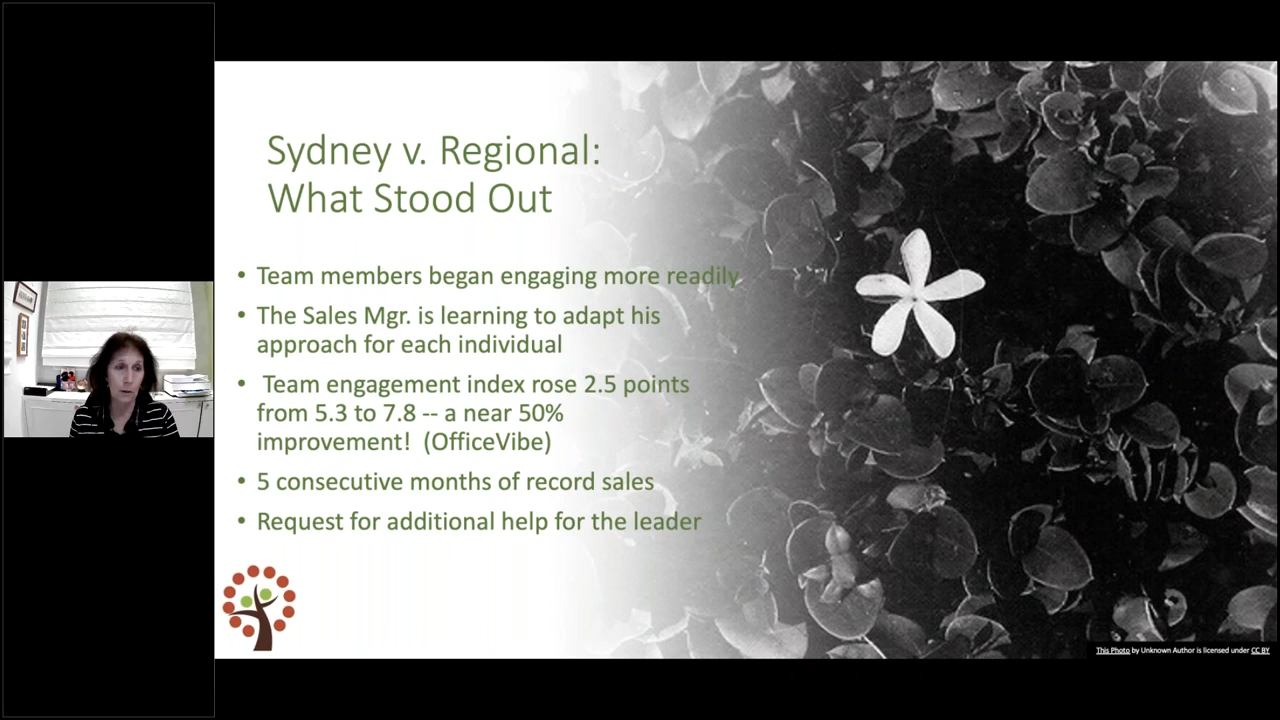 Sydney v. Regional:
What Stood Out
• Team members began engaging more readily
• The Sales Mgr. is learning to adapt his
approach for each individual
• Team engagement index rose 2.5 points
from 5.3 to 7.8 -- a near 50%
improvement! (OfficeVibe)
• 5 consecutive months of record sales
• Request for additional help for the leader
This Photo by Unknown Author is licensed under CC BY